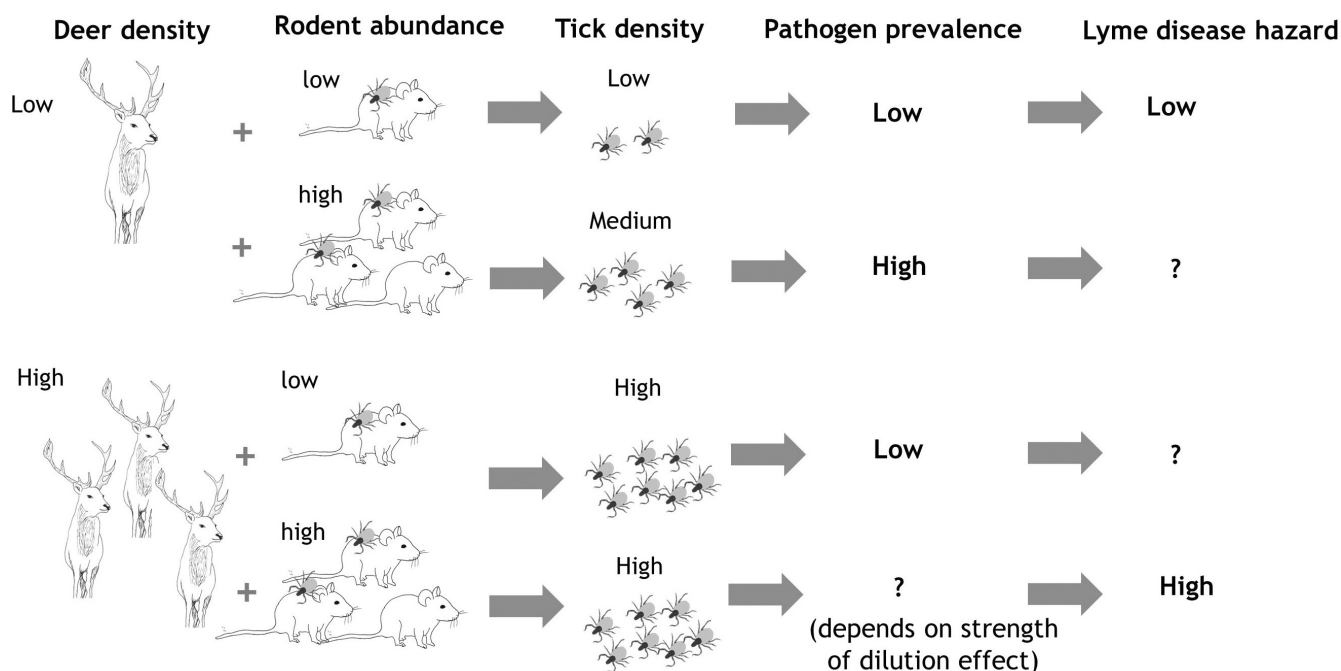 Deer density Rodent abundance Tick density Pathogen prevalence Lyme disease hazard
Low + low Low Low Low
+ high Medium High ?
High + low High Low ?
+ high High ? High
(depends on strength
of dilution effect)